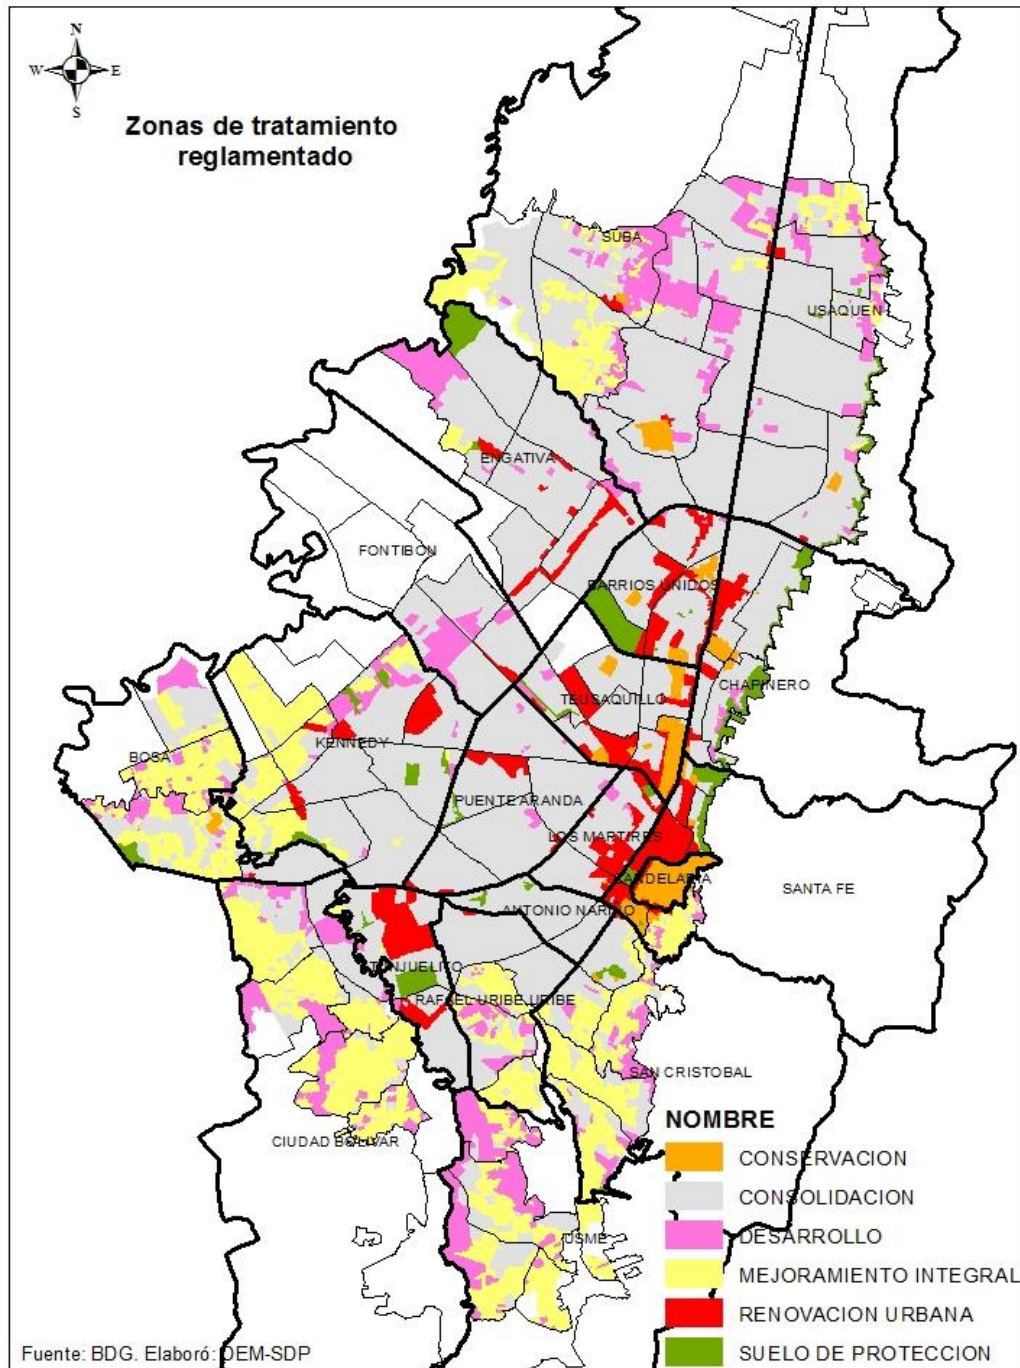 N
W E
S
Zonas de tratamiento
reglamentado
SUBA
USAQUEN
ENGATIVA
FONTIBON
BARRIOS UNIDOS
CHAPINERO
TEUSAQUILLO
KENNEDY
BOSA
PUENTE ARANDA
LOS MARTIRES
CANDELARIA
SANTA FE
ANTONIO NARIÑO
TUNJUELITO
RAFAEL URIBE URIBE
SAN CRISTOBAL
CIUDAD BOLIVAR
USME
NOMBRE
CONSERVACION
CONSOLIDACION
DESARROLLO
MEJORAMIENTO INTEGRAL
RENOVACION URBANA
SUELO DE PROTECCION
Fuente: BDG. Elaboró: DEM-SDP